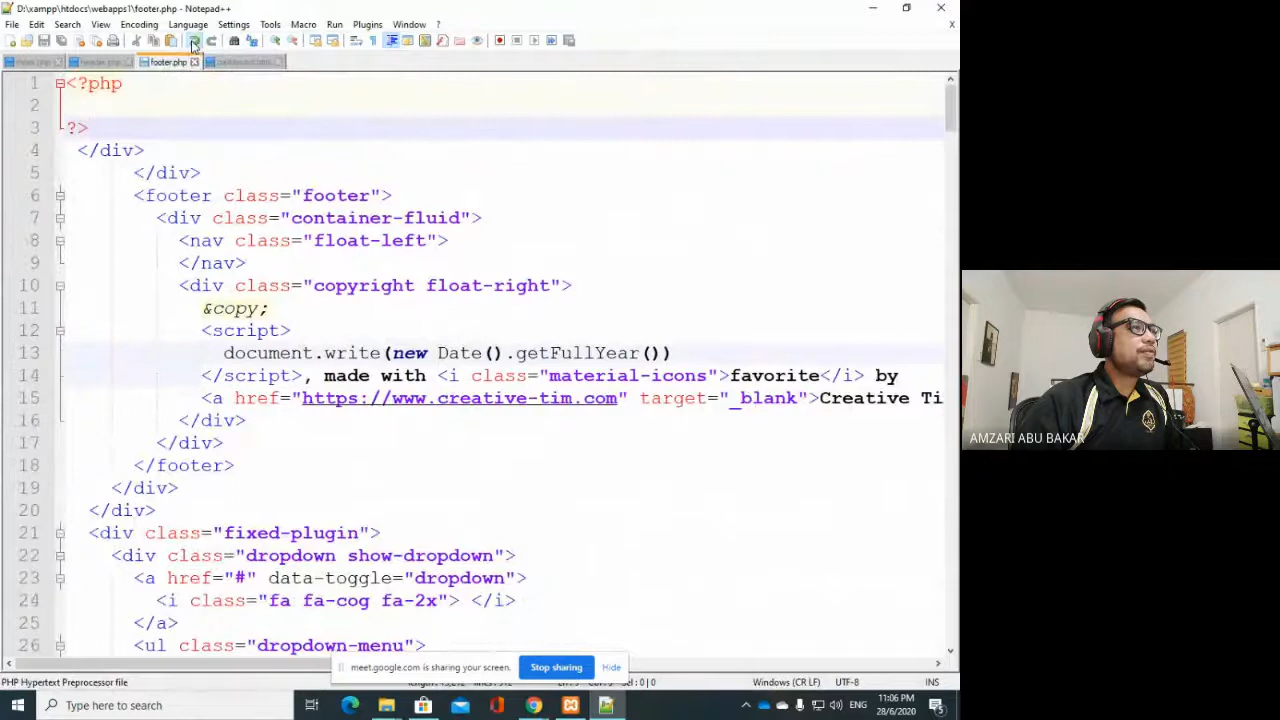 D:\xampp\htdocs\webapps1\footer.php - Notepad++
File Edit Search View Encoding Language Settings Tools Macro Run Plugins Window ?
index.php header.php footer.php
1 <?php
2
3 ?>
4 </div>
5 </div>
6 <footer class="footer">
7 <div class="container-fluid">
8 <nav class="float-left">
9 </nav>
10 <div class="copyright float-right">
11 &copy;
12 <script>
13 document.write(new Date().getFullYear())
14 </script>, made with <i class="material-icons">favorite</i> by
15 <a href="https://www.creative-tim.com" target="_blank">Creative Ti
16 </div>
17 </div>
18 </footer>
19 </div>
20 </div>
21 <div class="fixed-plugin">
22 <div class="dropdown show-dropdown">
23 <a href="#" data-toggle="dropdown">
24 <i class="fa fa-cog fa-2x"> </i>
25 </a>
26 <ul class="dropdown-menu">
AMZARI ABU BAKAR
meet.google.com is sharing your screen. Stop sharing Hide
PHP Hypertext Preprocessor file Windows (CR LF) UTF-8 INS
Type here to search
ENG 11:06 PM
28/6/2020
5